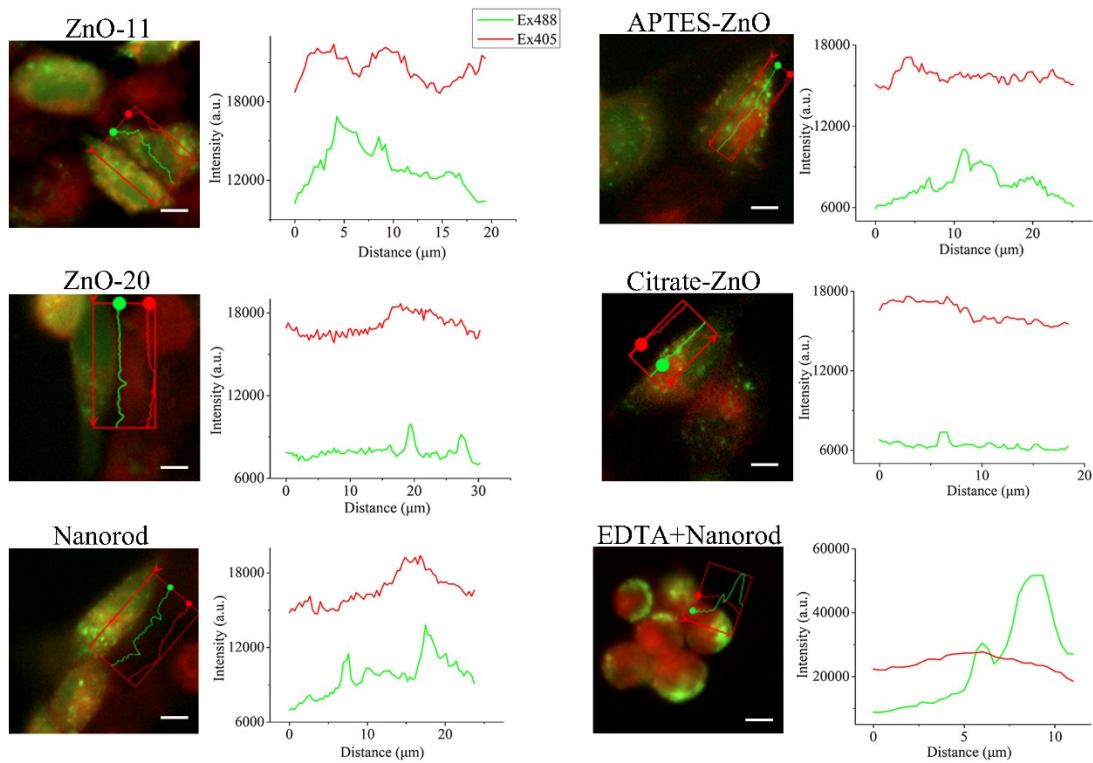 ZnO-11
Ex488
Ex405
18000
12000
Intensity (a.u.)
0 5 10 15 20
Distance (μm)
APTES-ZnO
18000
12000
6000
Intensity (a.u.)
0 10 20
Distance (μm)
ZnO-20
18000
12000
6000
Intensity (a.u.)
0 10 20 30
Distance (μm)
Citrate-ZnO
18000
12000
6000
Intensity (a.u.)
0 10 20
Distance (μm)
Nanorod
18000
12000
6000
Intensity (a.u.)
0 10 20
Distance (μm)
EDTA+Nanorod
60000
40000
20000
Intensity (a.u.)
0 5 10
Distance (μm)